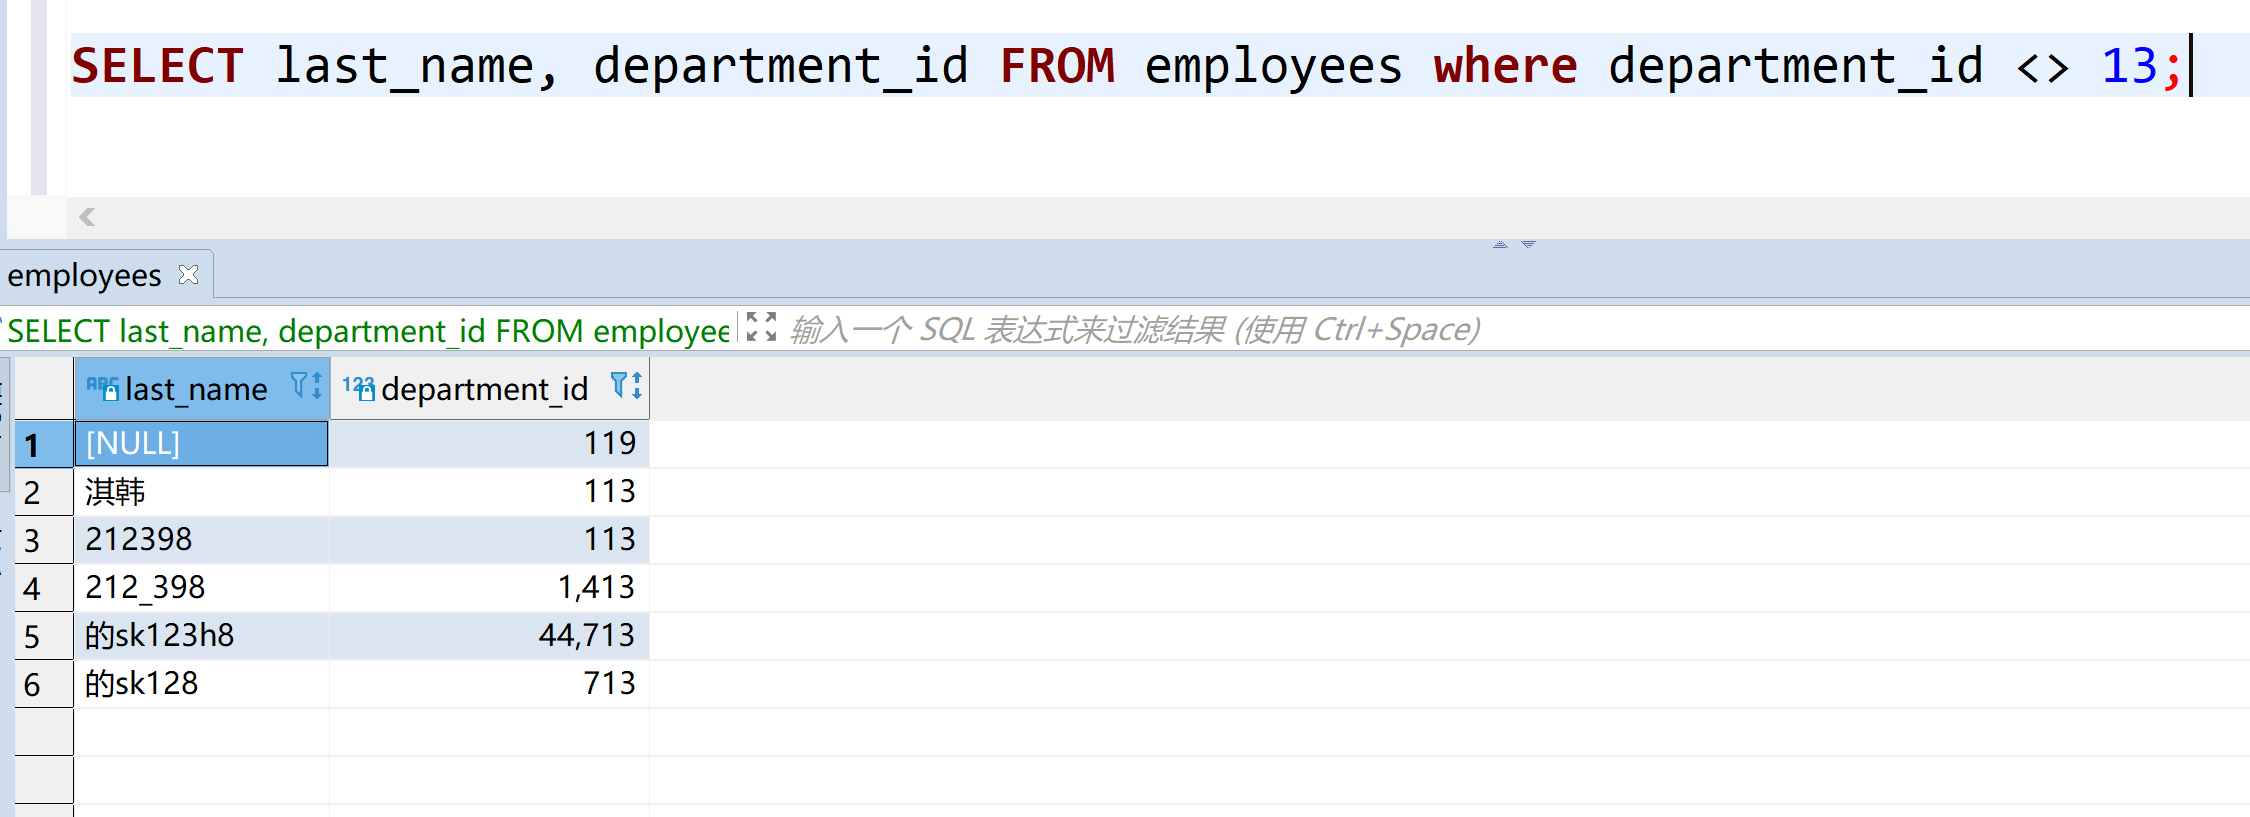 SELECT last_name, department_id FROM employees where department_id <> 13;
employees
SELECT last_name, department_id FROM employee 输入一个 SQL 表达式来过滤结果 (使用 Ctrl+Space)
ABC last_name 123 department_id
1 [NULL] 119
2 淇韩 113
3 212398 113
4 212_398 1,413
5 的sk123h8 44,713
6 的sk128 713